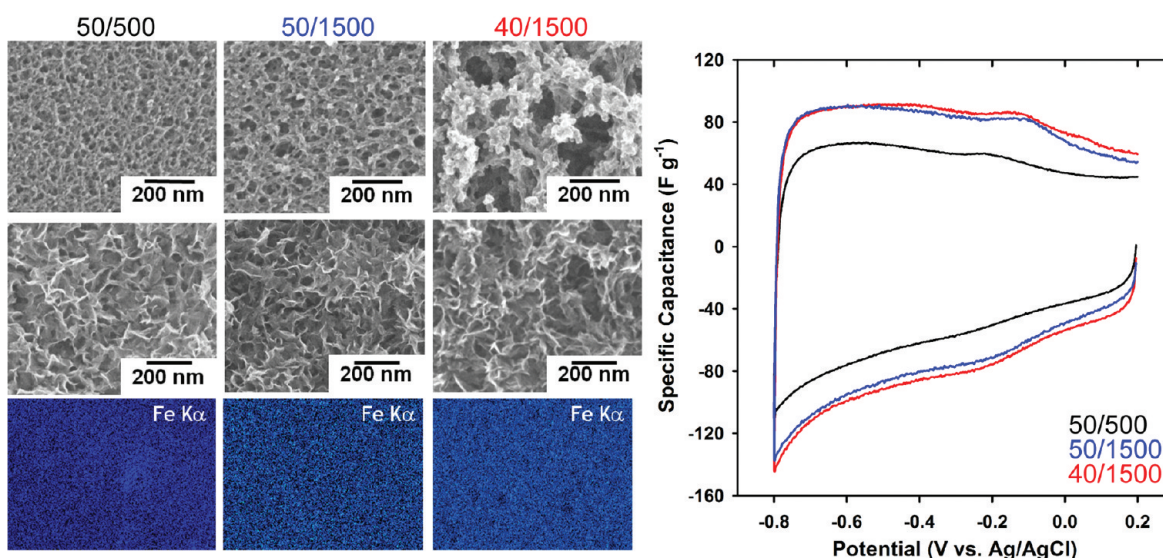 50/500 50/1500 40/1500
200 nm 200 nm 200 nm
200 nm 200 nm 200 nm
Fe Kα Fe Kα Fe Kα
Specific Capacitance (F g⁻¹)
120
80
40
0
-40
-80
-120
-160
50/500
50/1500
40/1500
-0.8 -0.6 -0.4 -0.2 0.0 0.2
Potential (V vs. Ag/AgCl)